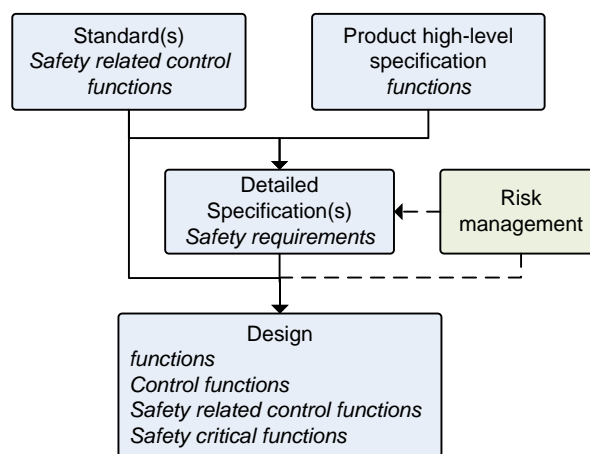 Standard(s)
Safety related control
functions
Product high-level
specification
functions
Detailed
Specification(s)
Safety requirements
Risk
management
Design
functions
Control functions
Safety related control functions
Safety critical functions